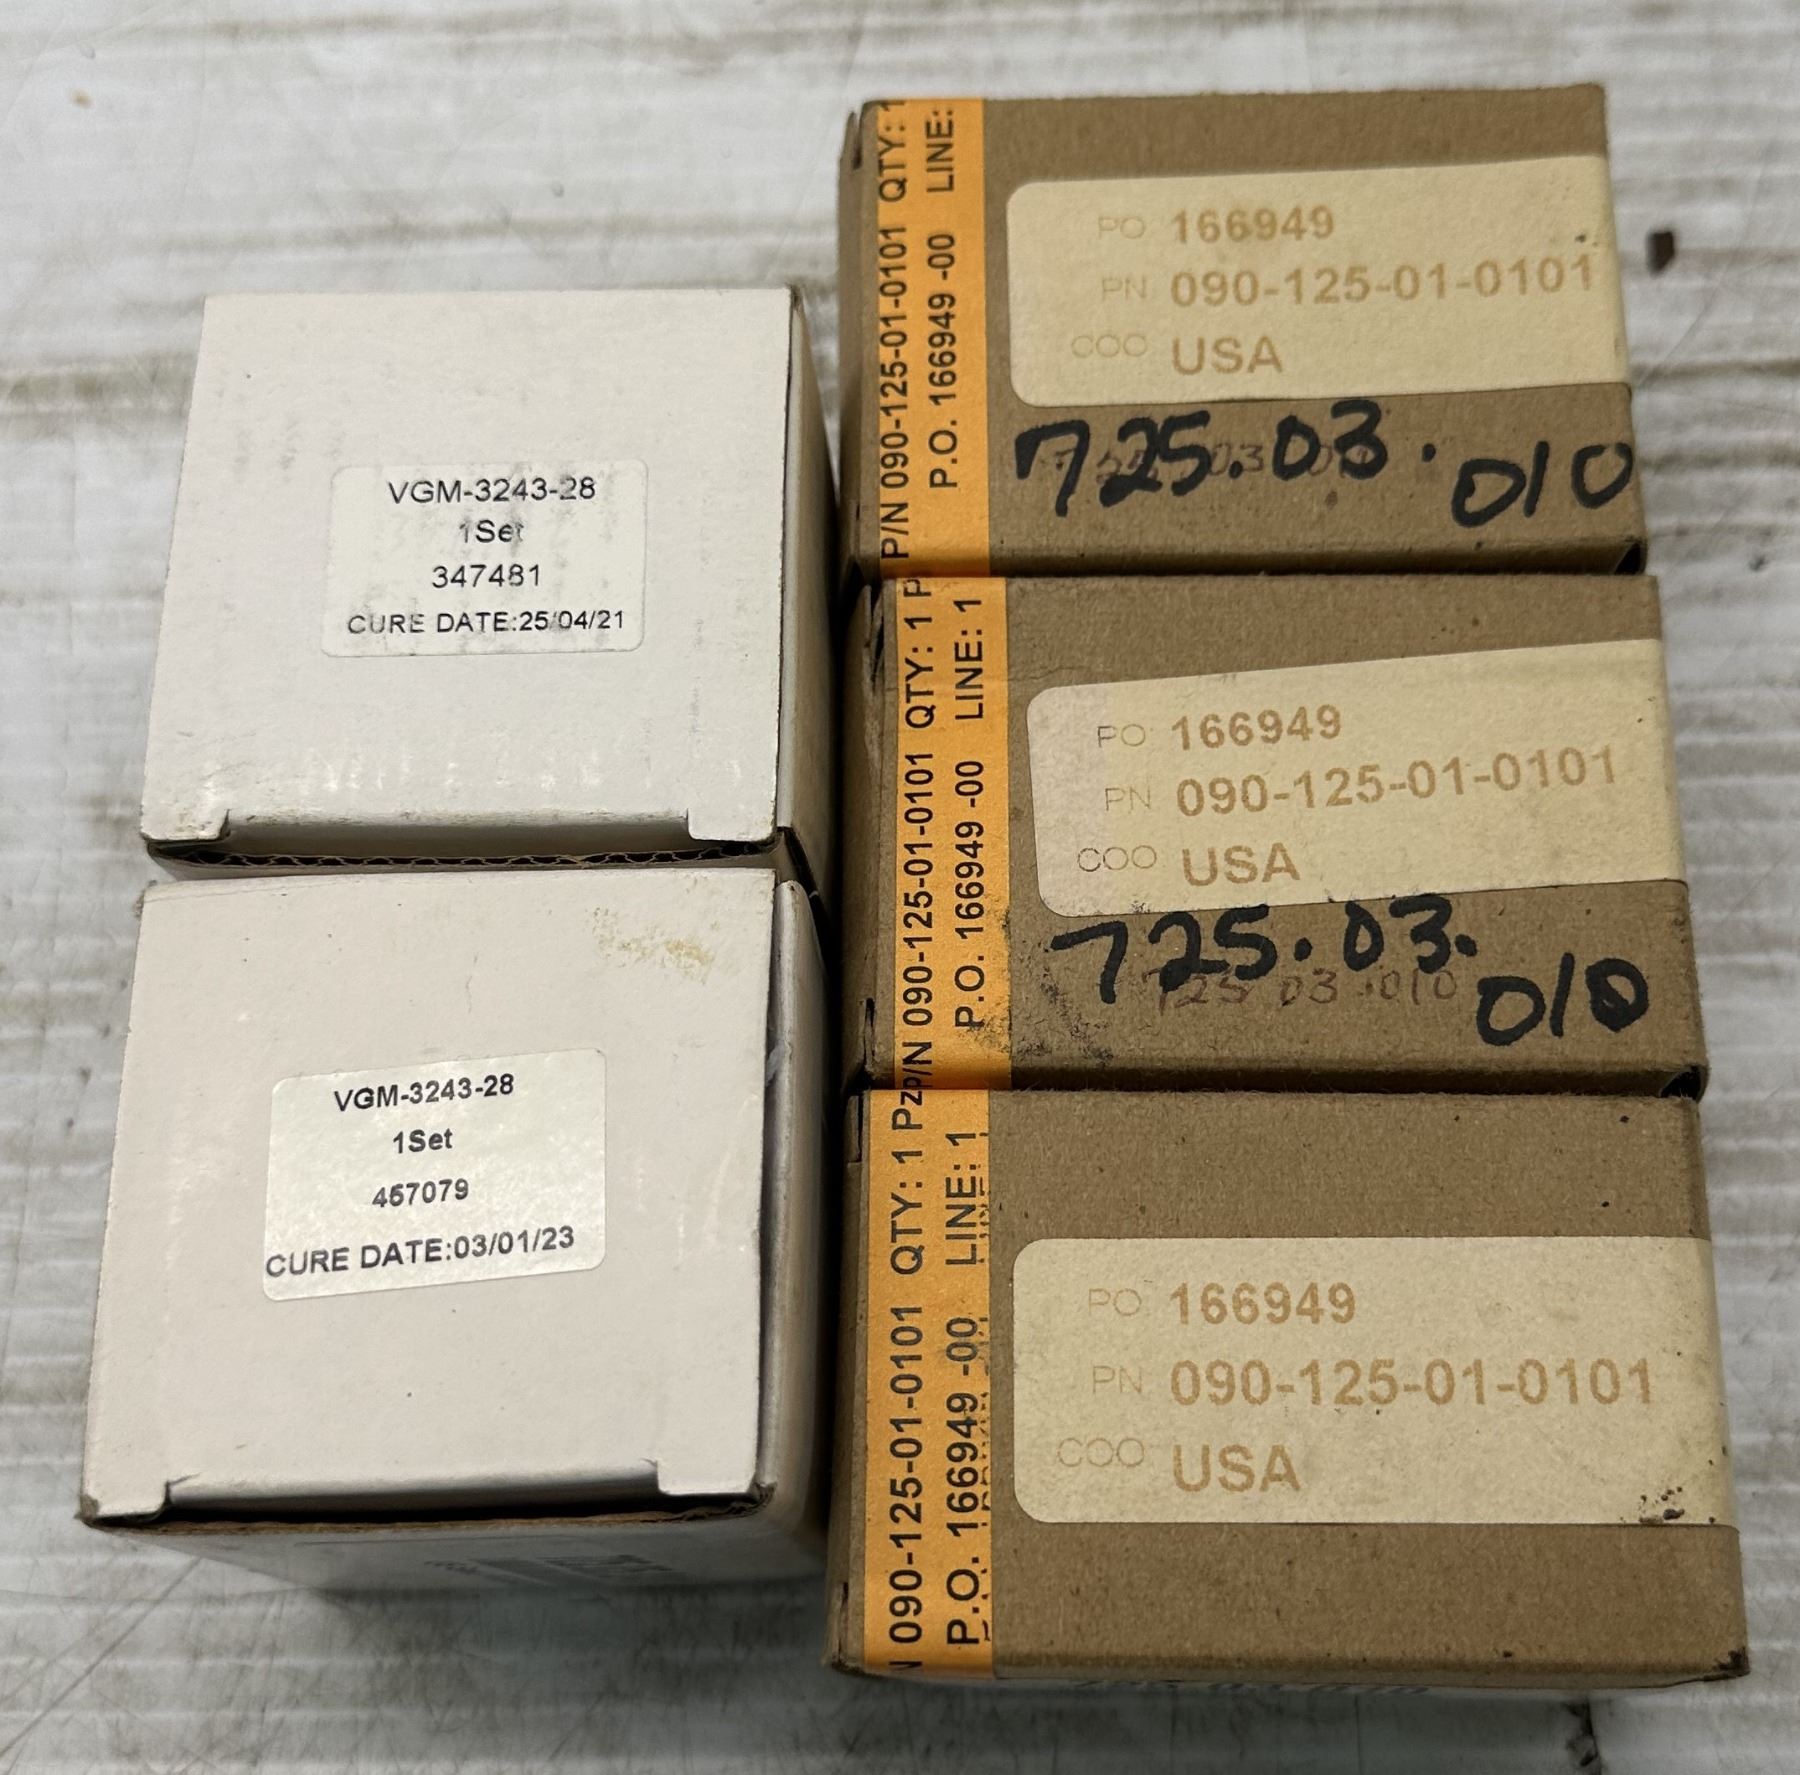 VGM-3243-28
1Set
347481
CURE DATE:25/04/21
VGM-3243-28
1Set
457079
CURE DATE:03/01/23
P/N 090-125-01-0101 QTY: 1
P.O. 166949 -00 LINE:
PO 166949
PN 090-125-01-0101
COO USA
725.03.
010
P/N 090-125-01-0101 QTY: 1 P
P.O. 166949 -00 LINE: 1
PO 166949
PN 090-125-01-0101
COO USA
725.03.
010
725 03 .010
090-125-01-0101 QTY: 1 Pz
P.O. 166949 -00 LINE: 1
PO 166949
PN 090-125-01-0101
COO USA